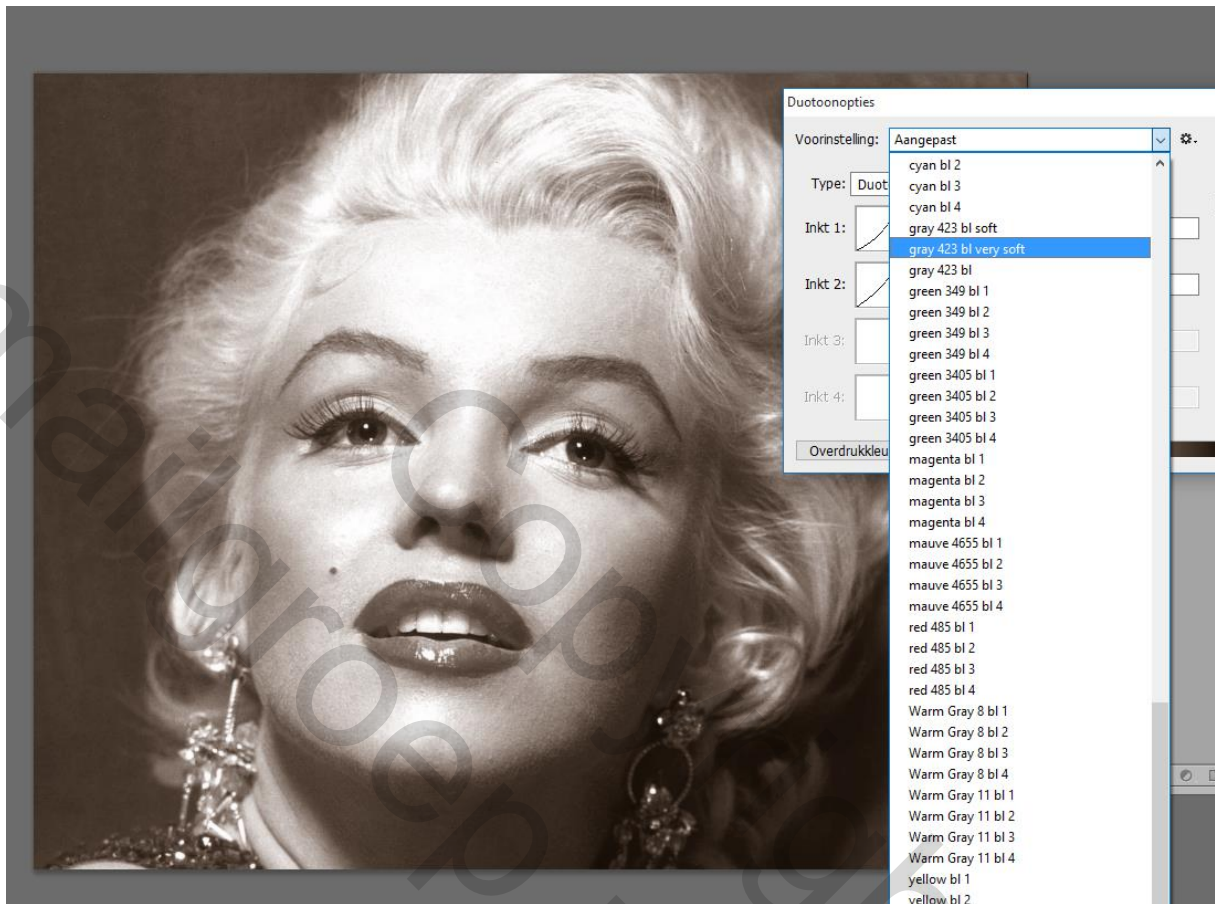 Duotoonopties
Voorinstelling: Aangepast
cyan bl 2
Type: Duot
cyan bl 3
cyan bl 4
Inkt 1:
gray 423 bl soft
gray 423 bl very soft
gray 423 bl
Inkt 2:
green 349 bl 1
green 349 bl 2
green 349 bl 3
Inkt 3:
green 349 bl 4
green 3405 bl 1
green 3405 bl 2
Inkt 4:
green 3405 bl 3
green 3405 bl 4
Overdrukkleu
magenta bl 1
magenta bl 2
magenta bl 3
magenta bl 4
mauve 4655 bl 1
mauve 4655 bl 2
mauve 4655 bl 3
mauve 4655 bl 4
red 485 bl 1
red 485 bl 2
red 485 bl 3
red 485 bl 4
Warm Gray 8 bl 1
Warm Gray 8 bl 2
Warm Gray 8 bl 3
Warm Gray 8 bl 4
Warm Gray 11 bl 1
Warm Gray 11 bl 2
Warm Gray 11 bl 3
Warm Gray 11 bl 4
yellow bl 1
yellow bl 2